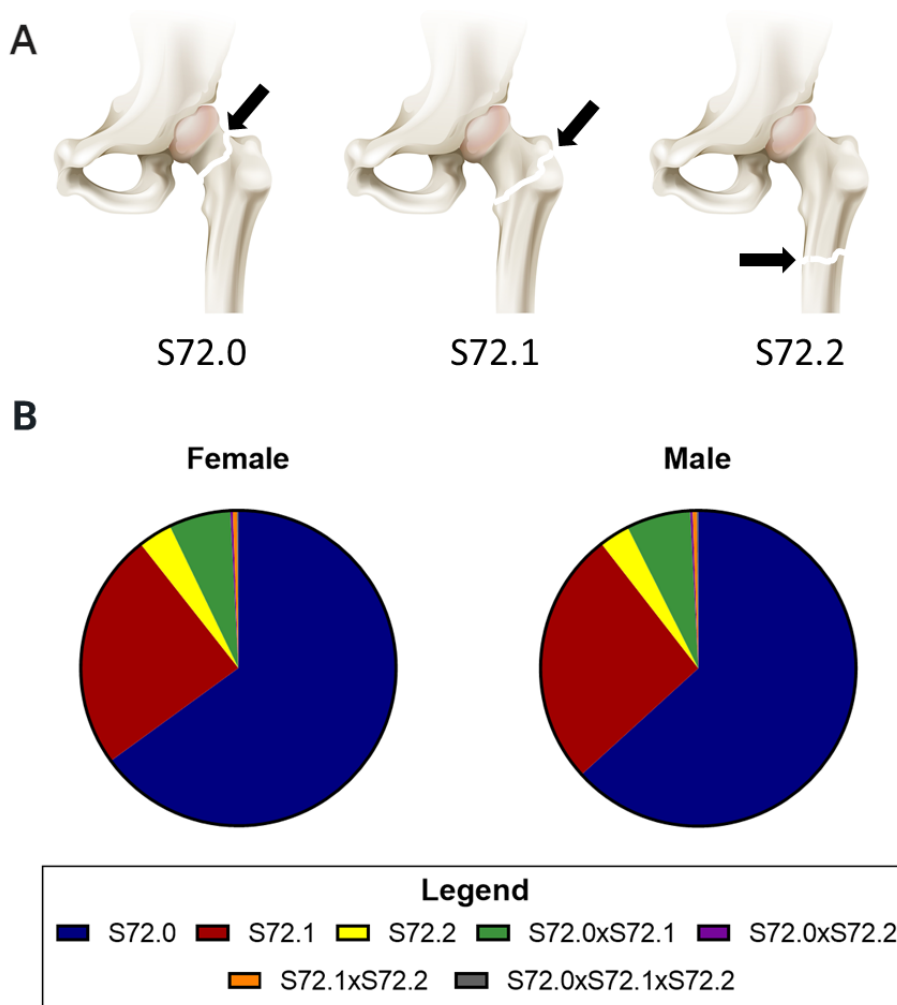 A
S72.0 S72.1 S72.2
B
Female Male
Legend
S72.0 S72.1 S72.2 S72.0xS72.1 S72.0xS72.2
S72.1xS72.2 S72.0xS72.1xS72.2